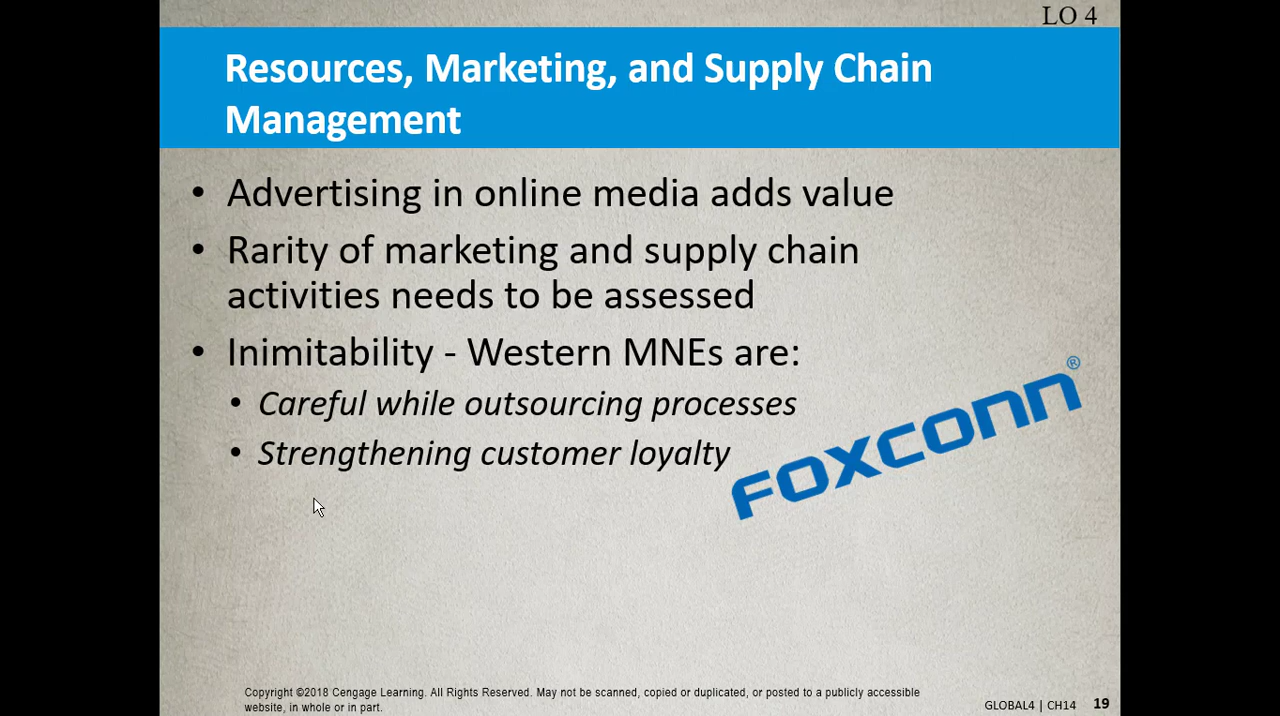 LO 4
Resources, Marketing, and Supply Chain
Management
• Advertising in online media adds value
• Rarity of marketing and supply chain
activities needs to be assessed
• Inimitability - Western MNEs are:
• Careful while outsourcing processes
• Strengthening customer loyalty
FOXCONN®
Copyright ©2018 Cengage Learning. All Rights Reserved. May not be scanned, copied or duplicated, or posted to a publicly accessible
website, in whole or in part.
GLOBAL4 | CH14 19